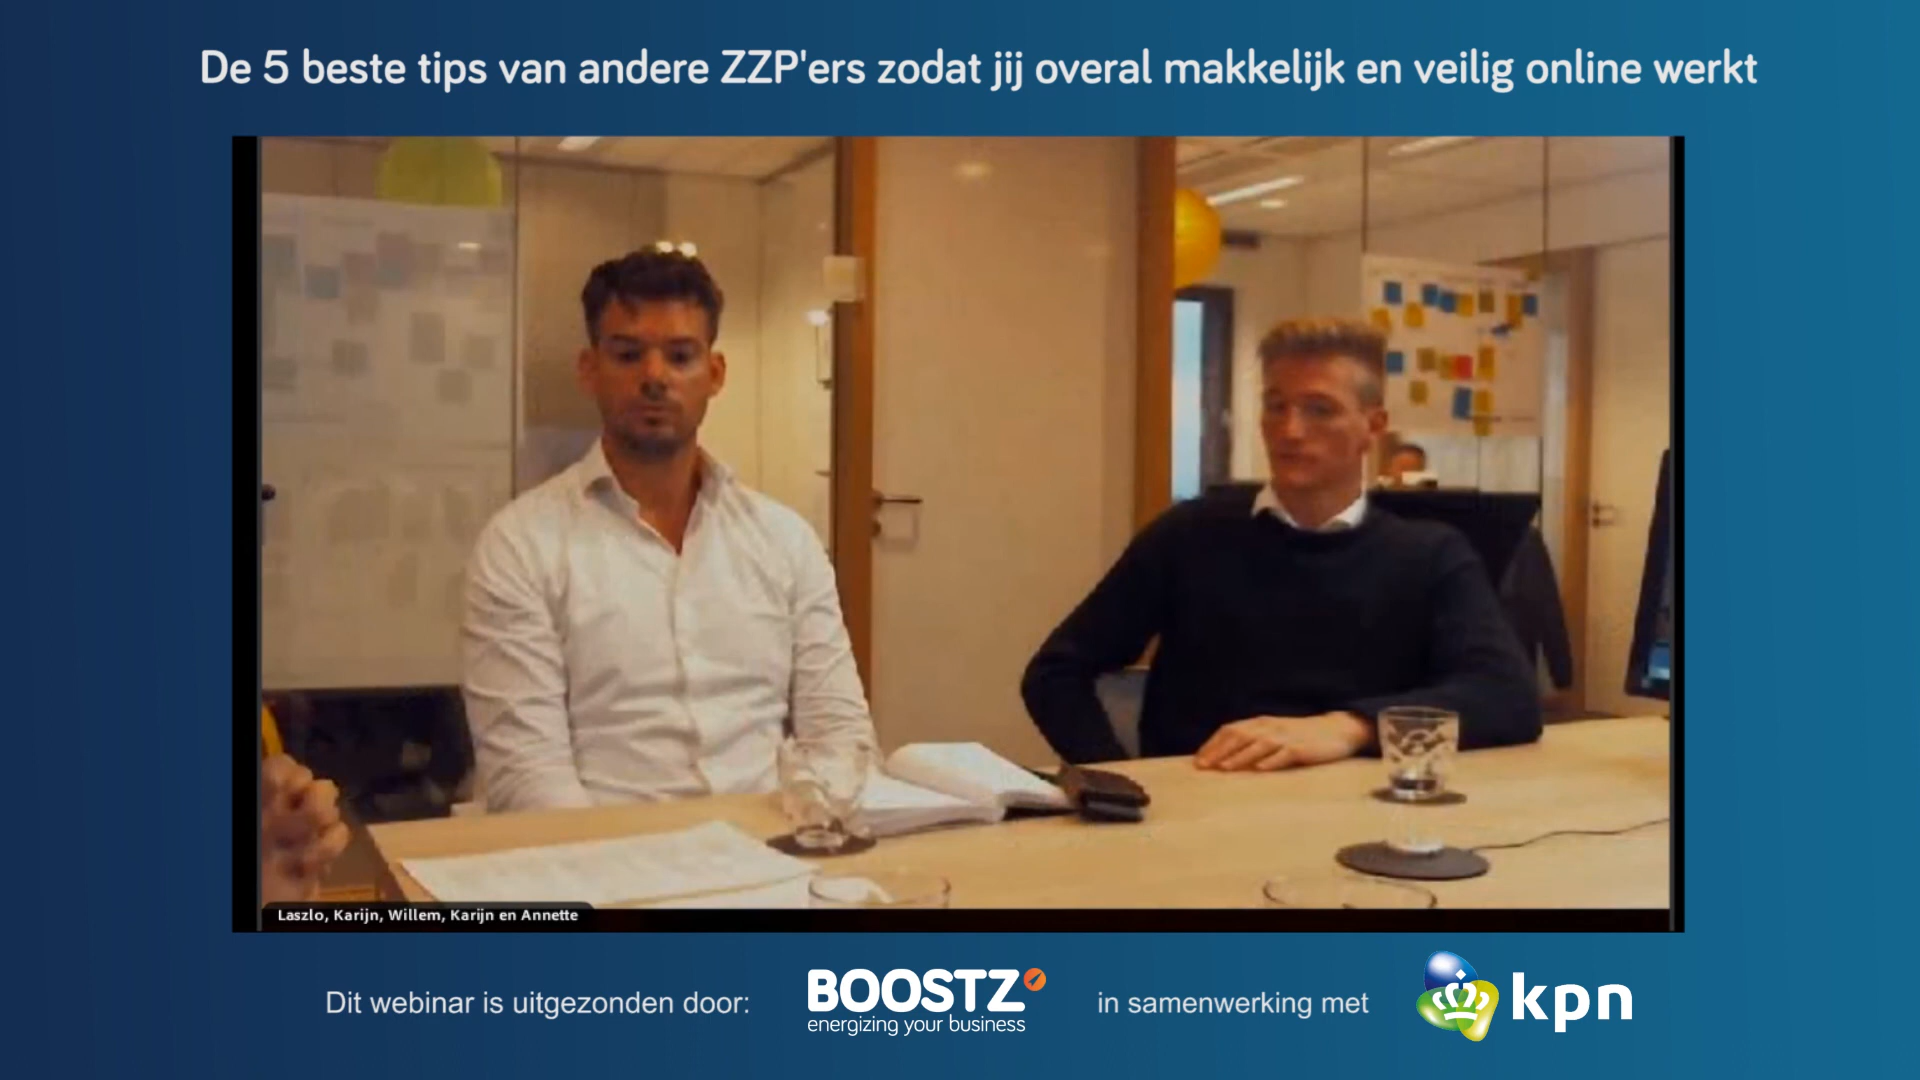 De 5 beste tips van andere ZZP'ers zodat jij overal makkelijk en veilig online werkt
Laszlo, Karijn, Willem, Karijn en Annette
Dit webinar is uitgezonden door:
BOOSTZ
energizing your business
in samenwerking met
kpn